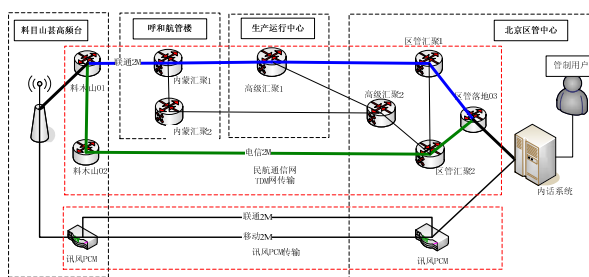 料目山甚高频台
呼和航管楼
生产运行中心
北京区管中心
联通2M
内蒙汇聚1
区管汇聚1
管制用户
料木山01
高级汇聚1
高级汇聚2
区管落地03
内蒙汇聚2
电信2M
料木山02
民航通信网
TDM网传输
区管汇聚2
内话系统
联通2M
移动2M
讯风PCM
讯风PCM传输
讯风PCM